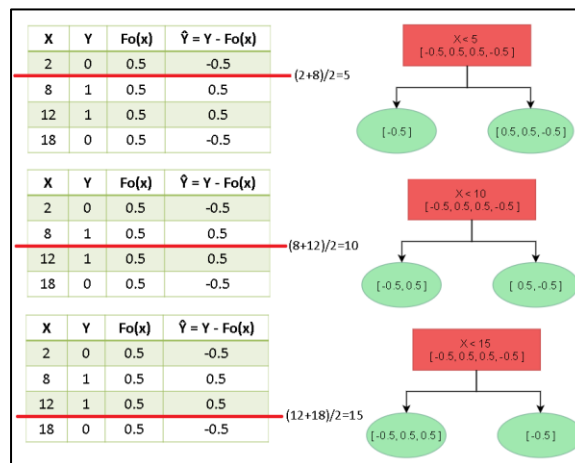 X Y Fo(x) Ŷ = Y - Fo(x)
2 0 0.5 -0.5
(2+8)/2=5
8 1 0.5 0.5
12 1 0.5 0.5
18 0 0.5 -0.5
X < 5
[-0.5, 0.5, 0.5, -0.5]
[-0.5] [0.5, 0.5, -0.5]
X Y Fo(x) Ŷ = Y - Fo(x)
2 0 0.5 -0.5
8 1 0.5 0.5
(8+12)/2=10
12 1 0.5 0.5
18 0 0.5 -0.5
X < 10
[-0.5, 0.5, 0.5, -0.5]
[-0.5, 0.5] [ 0.5, -0.5]
X Y Fo(x) Ŷ = Y - Fo(x)
2 0 0.5 -0.5
8 1 0.5 0.5
12 1 0.5 0.5
(12+18)/2=15
18 0 0.5 -0.5
X < 15
[-0.5, 0.5, 0.5, -0.5]
[-0.5, 0.5, 0.5] [-0.5]